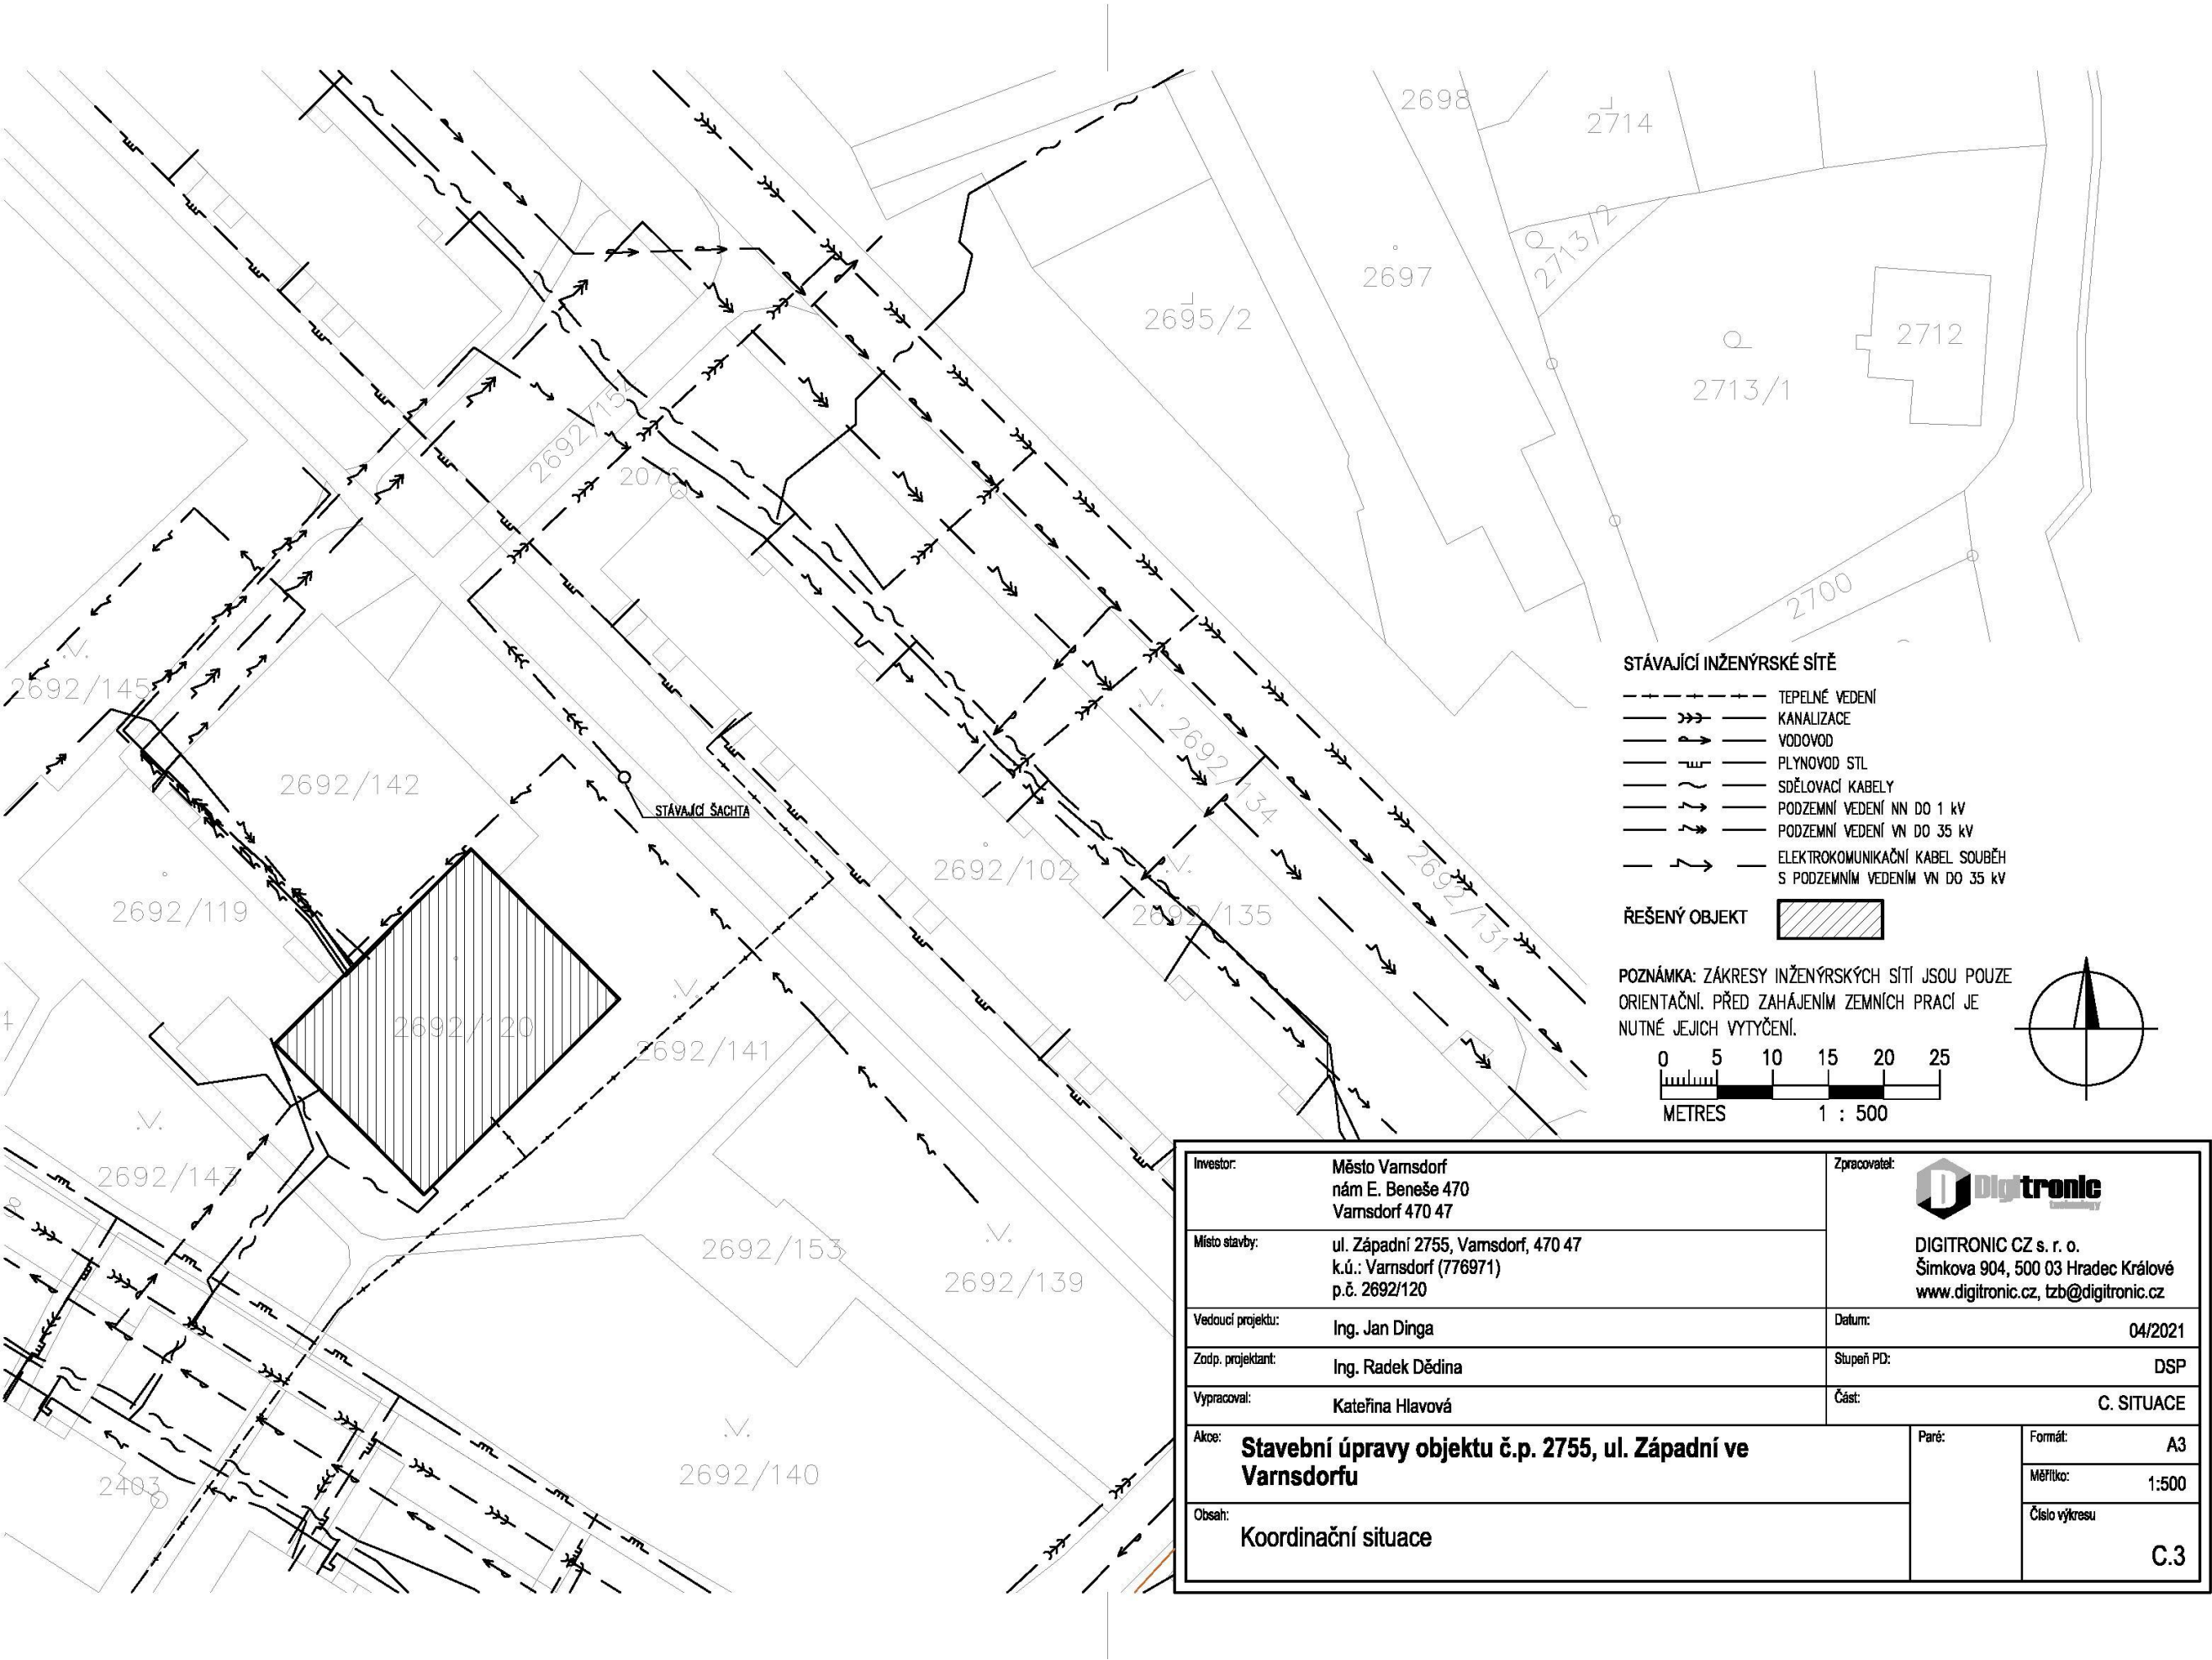 2698
2714
2713/2
2697
2695/2
2712
2713/1
2692/15
2076
2700
2692/145
2692/142
STÁVAJÍCÍ ŠACHTA
2692/134
2692/131
2692/102
2692/135
2692/119
2692/120
2692/141
4
2692/143
2692/153
2692/139
2692/140
2403
STÁVAJÍCÍ INŽENÝRSKÉ SÍTĚ
TEPELNÉ VEDENÍ
KANALIZACE
VODOVOD
PLYNOVOD STL
SDĚLOVACÍ KABELY
PODZEMNÍ VEDENÍ NN DO 1 kV
PODZEMNÍ VEDENÍ VN DO 35 kV
ELEKTROKOMUNIKAČNÍ KABEL SOUBĚH
S PODZEMNÍM VEDENÍM VN DO 35 kV
ŘEŠENÝ OBJEKT
POZNÁMKA: ZÁKRESY INŽENÝRSKÝCH SÍTÍ JSOU POUZE
ORIENTAČNÍ. PŘED ZAHÁJENÍM ZEMNÍCH PRACÍ JE
NUTNÉ JEJICH VYTYČENÍ.
0 5 10 15 20 25
METRES 1 : 500
Investor: Město Varnsdorf
nám E. Beneše 470
Varnsdorf 470 47
Zpracovatel:
Digitronic
technology
DIGITRONIC CZ s. r. o.
Šimkova 904, 500 03 Hradec Králové
www.digitronic.cz, tzb@digitronic.cz
Místo stavby: ul. Západní 2755, Varnsdorf, 470 47
k.ú.: Varnsdorf (776971)
p.č. 2692/120
Vedoucí projektu: Ing. Jan Dinga
Datum: 04/2021
Zodp. projektant: Ing. Radek Dědina
Stupeň PD: DSP
Vypracoval: Kateřina Hlavová
Část: C. SITUACE
Akce: Stavební úpravy objektu č.p. 2755, ul. Západní ve
Varnsdorfu
Paré:
Formát: A3
Měřítko: 1:500
Obsah: Koordinační situace
Číslo výkresu
C.3